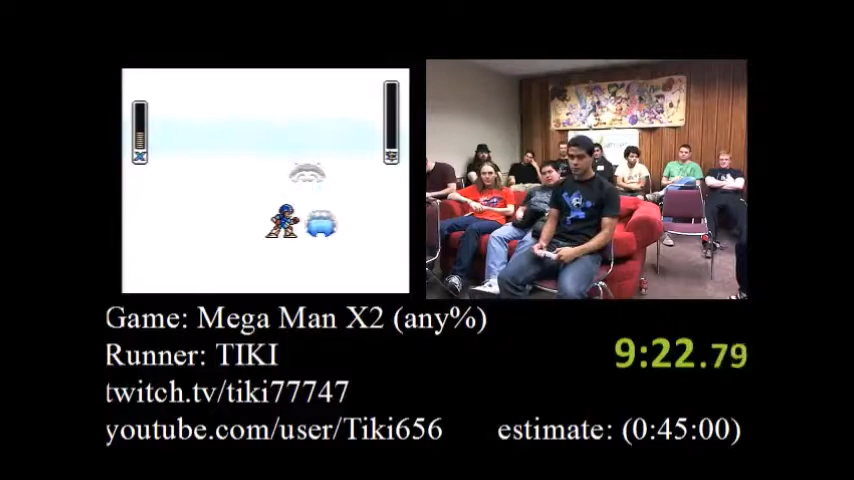 Game: Mega Man X2 (any%)
Runner: TIKI
9:22.79
twitch.tv/tiki77747
youtube.com/user/Tiki656
estimate: (0:45:00)